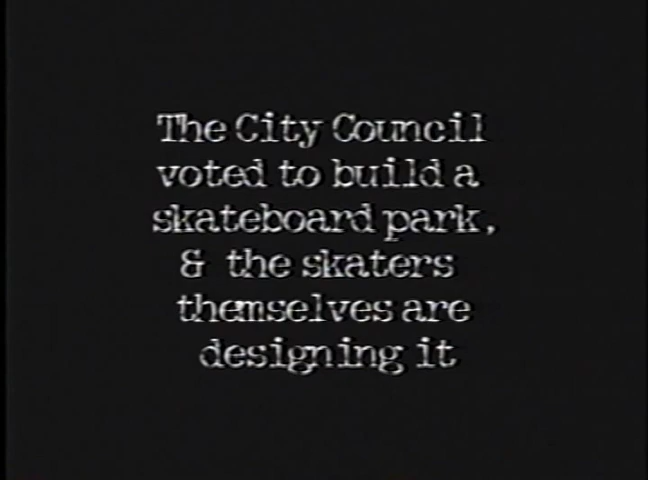 The City Council
voted to build a
skateboard park,
& the skaters
themselves are
designing it